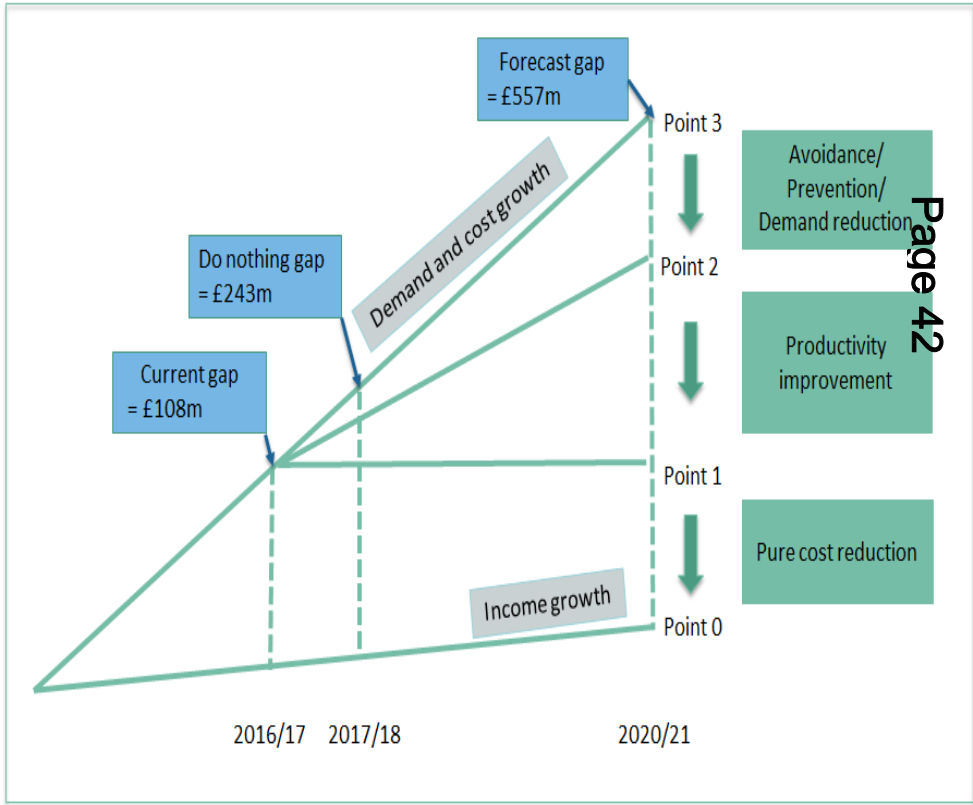 Forecast gap
= £557m
Point 3
Avoidance/
Prevention/
Demand reduction
Page 42
Demand and cost growth
Do nothing gap
= £243m
Point 2
Productivity
improvement
Current gap
= £108m
Point 1
Pure cost reduction
Income growth
Point 0
2016/17
2017/18
2020/21